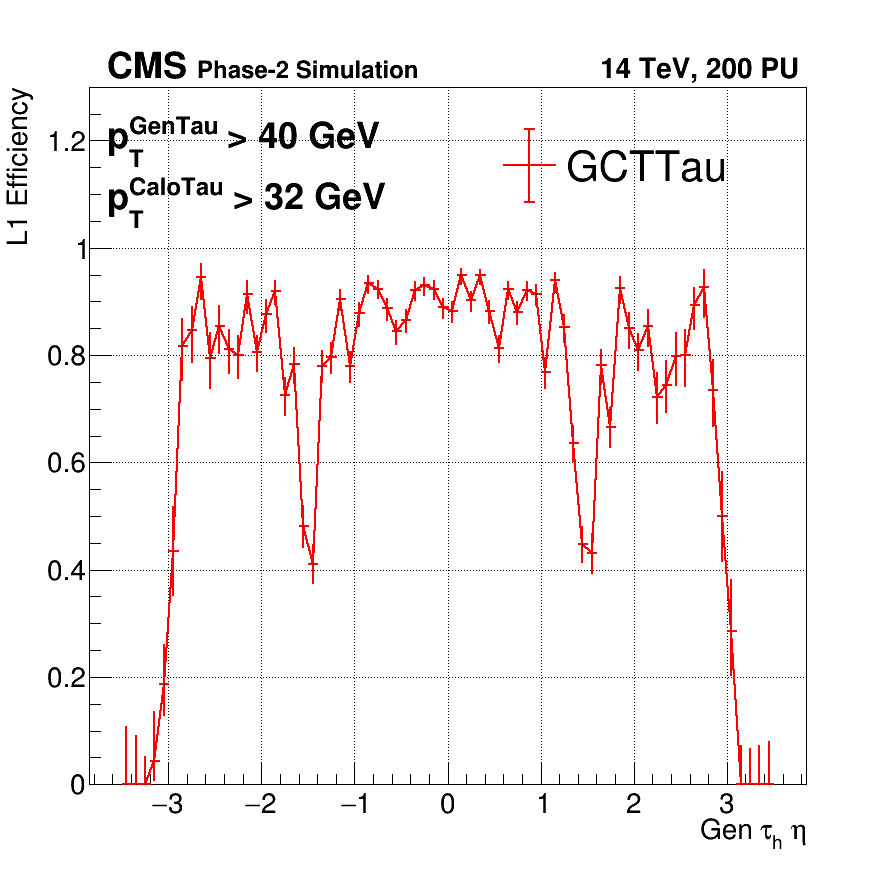 CMS Phase-2 Simulation 14 TeV, 200 PU
L1 Efficiency
p_T^GenTau > 40 GeV
p_T^CaloTau > 32 GeV
GCTTau
1.2
1
0.8
0.6
0.4
0.2
0
−3 −2 −1 0 1 2 3
Gen τ_h η